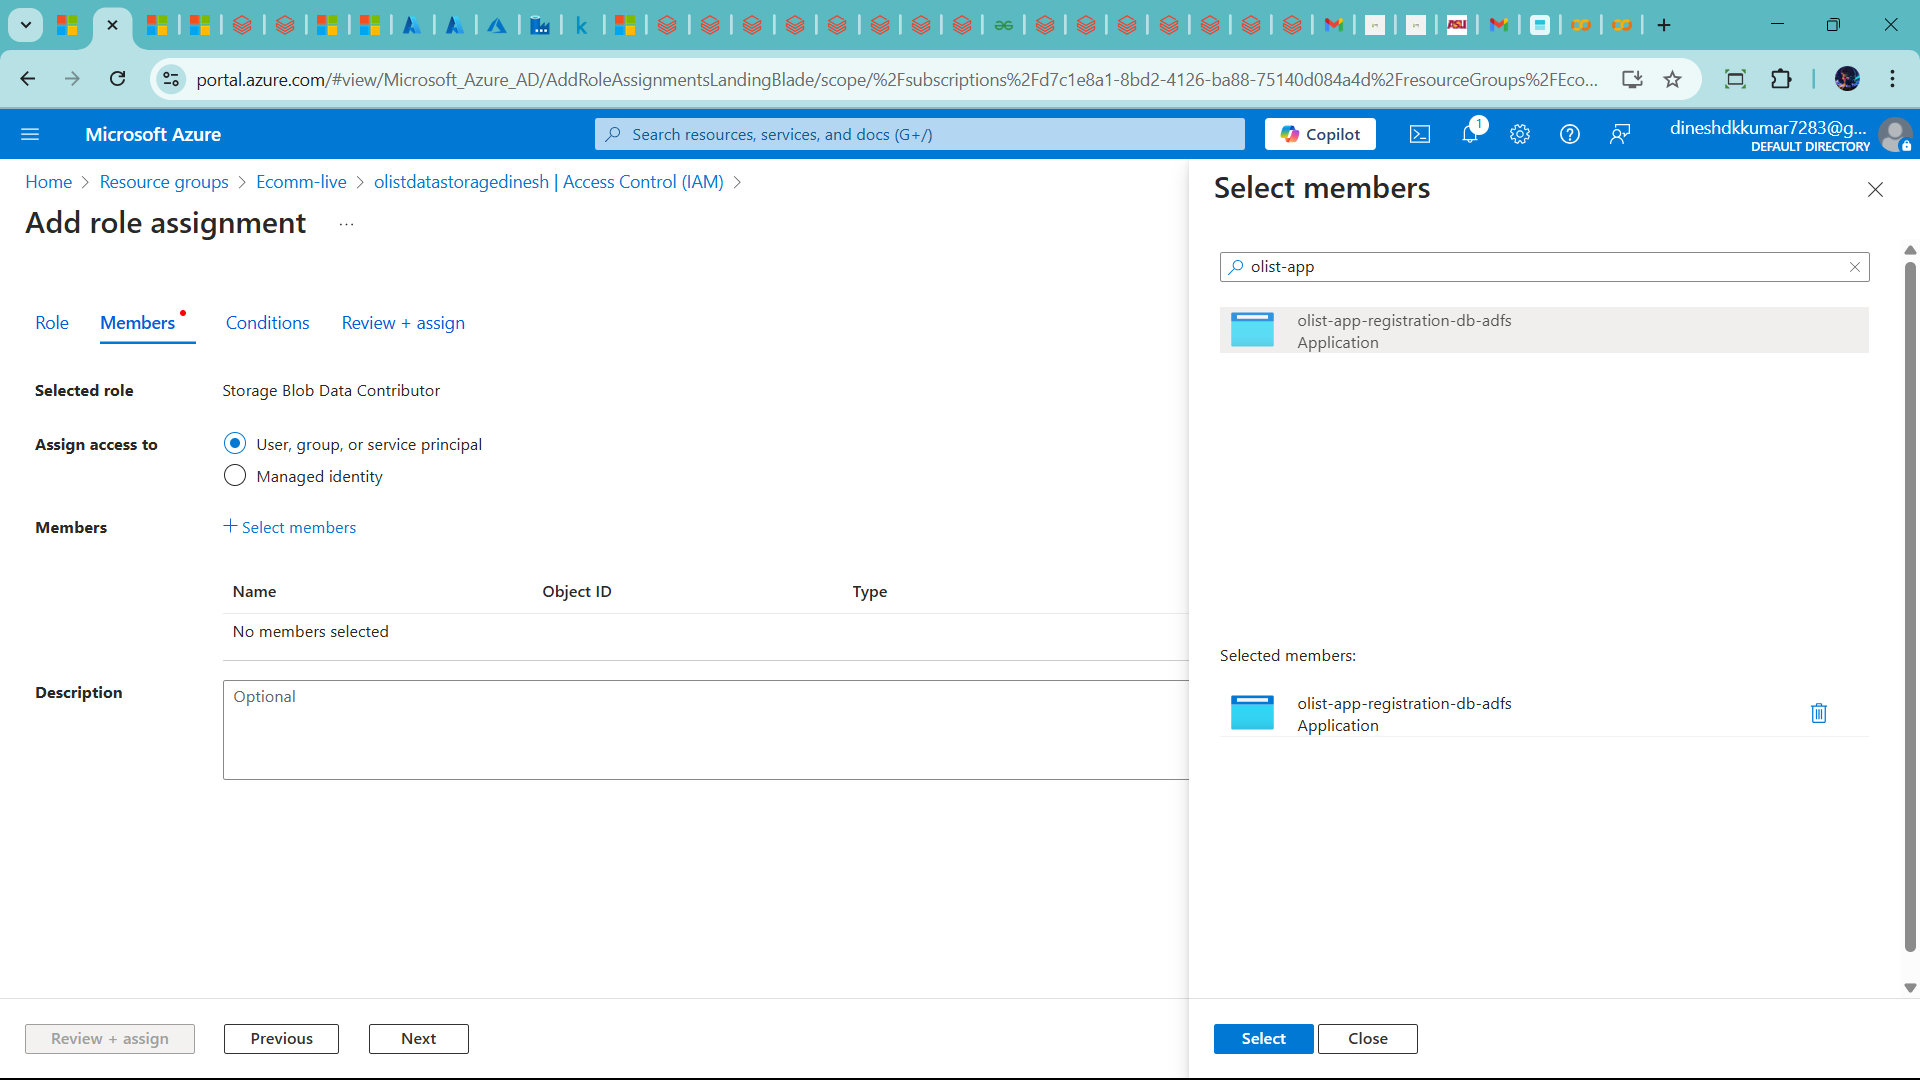 portal.azure.com/#view/Microsoft_Azure_AD/AddRoleAssignmentsLandingBlade/scope/%2Fsubscriptions%2Fd7c1e8a1-8bd2-4126-ba88-75140d084a4d%2FresourceGroups%2FEco...
Microsoft Azure
Search resources, services, and docs (G+/)
Copilot
1
dineshdkkumar7283@g...
DEFAULT DIRECTORY
Home > Resource groups > Ecomm-live > olistdatastoragedinesh | Access Control (IAM) >
Add role assignment ...
Role
Members
Conditions
Review + assign
Selected role
Storage Blob Data Contributor
Assign access to
User, group, or service principal
Managed identity
Members
+ Select members
Name
Object ID
Type
No members selected
Description
Optional
Review + assign
Previous
Next
Select members
olist-app
olist-app-registration-db-adfs
Application
Selected members:
olist-app-registration-db-adfs
Application
Select
Close